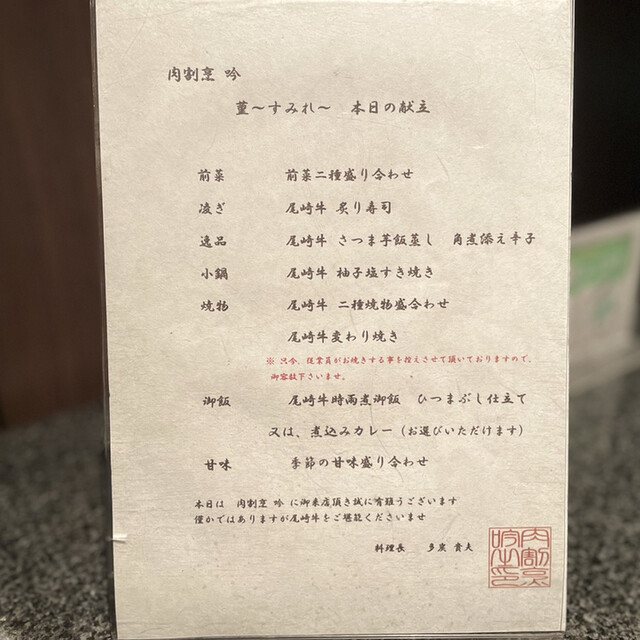 肉割烹 吟
菫～すみれ～ 本日の献立
前菜 前菜二種盛り合わせ
凌ぎ 尾崎牛 炙り寿司
逸品 尾崎牛 さつま芋飯蒸し 角煮添え辛子
小鍋 尾崎牛 柚子塩すき焼き
焼物 尾崎牛 二種焼物盛合わせ
尾崎牛変わり焼き
※ 只今、従業員がお焼きする事を控えさせて頂いておりますので、
御容赦下さいませ。
御飯 尾崎牛時雨煮御飯 ひつまぶし仕立て
又は、煮込みカレー（お選びいただけます）
甘味 季節の甘味盛り合わせ
本日は 肉割烹 吟 に御来店頂き誠に有難うございます
僅かではありますが尾崎牛をご堪能くださいませ
料理長 多炭 貴大
肉割烹
吟之印